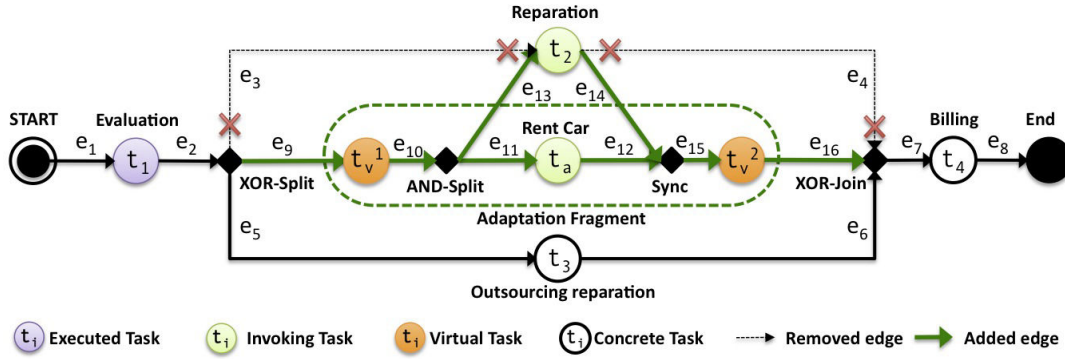 Reparation
t2
e3
e4
e13
e14
START
Evaluation
Rent Car
Billing
End
e1
t1
e2
e9
tv1
e10
e11
ta
e12
e15
tv2
e16
e7
t4
e8
XOR-Split
AND-Split
Sync
XOR-Join
Adaptation Fragment
e5
e6
t3
Outsourcing reparation
ti Executed Task
ti Invoking Task
ti Virtual Task
ti Concrete Task
Removed edge
Added edge